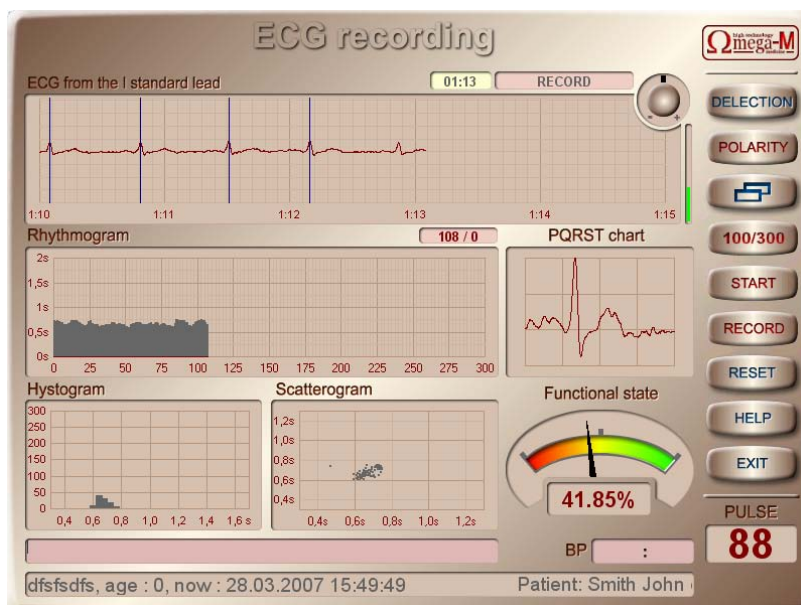 ECG recording
high technology
Ωmega-M
medicine
ECG from the I standard lead
01:13
RECORD
- +
DELECTION
1:10 1:11 1:12 1:13 1:14 1:15
POLARITY
Rhythmogram
108 / 0
PQRST chart
100/300
2s
1,5s
1s
0,5s
0s
0 25 50 75 100 125 150 175 200 225 250 275 300
START
RECORD
RESET
Hystogram
300
250
200
150
100
50
0
0,4 0,6 0,8 1,0 1,2 1,4 1,6 s
Scatterogram
1,2s
1,0s
0,8s
0,6s
0,4s
0,4s 0,6s 0,8s 1,0s 1,2s
Functional state
41.85%
HELP
EXIT
PULSE
88
BP :
dfsfsdfs, age : 0, now : 28.03.2007 15:49:49 Patient: Smith John